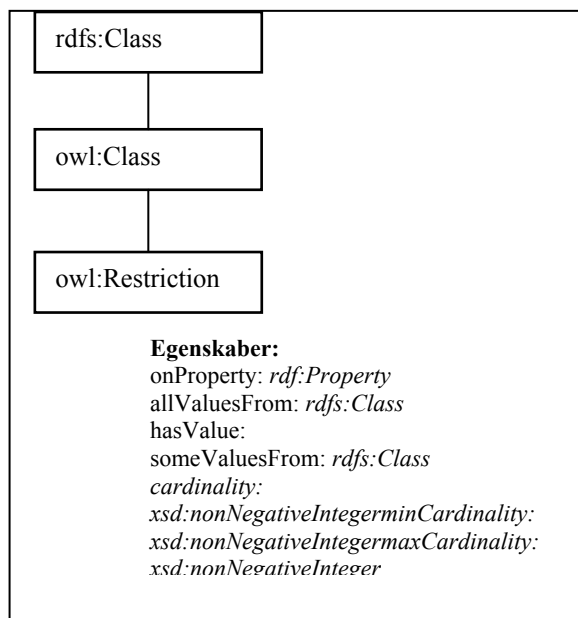 rdfs:Class
owl:Class
owl:Restriction
Egenskaber:
onProperty: rdf:Property
allValuesFrom: rdfs:Class
hasValue:
someValuesFrom: rdfs:Class
cardinality:
xsd:nonNegativeIntegerminCardinality:
xsd:nonNegativeIntegermaxCardinality:
xsd:nonNegativeInteger